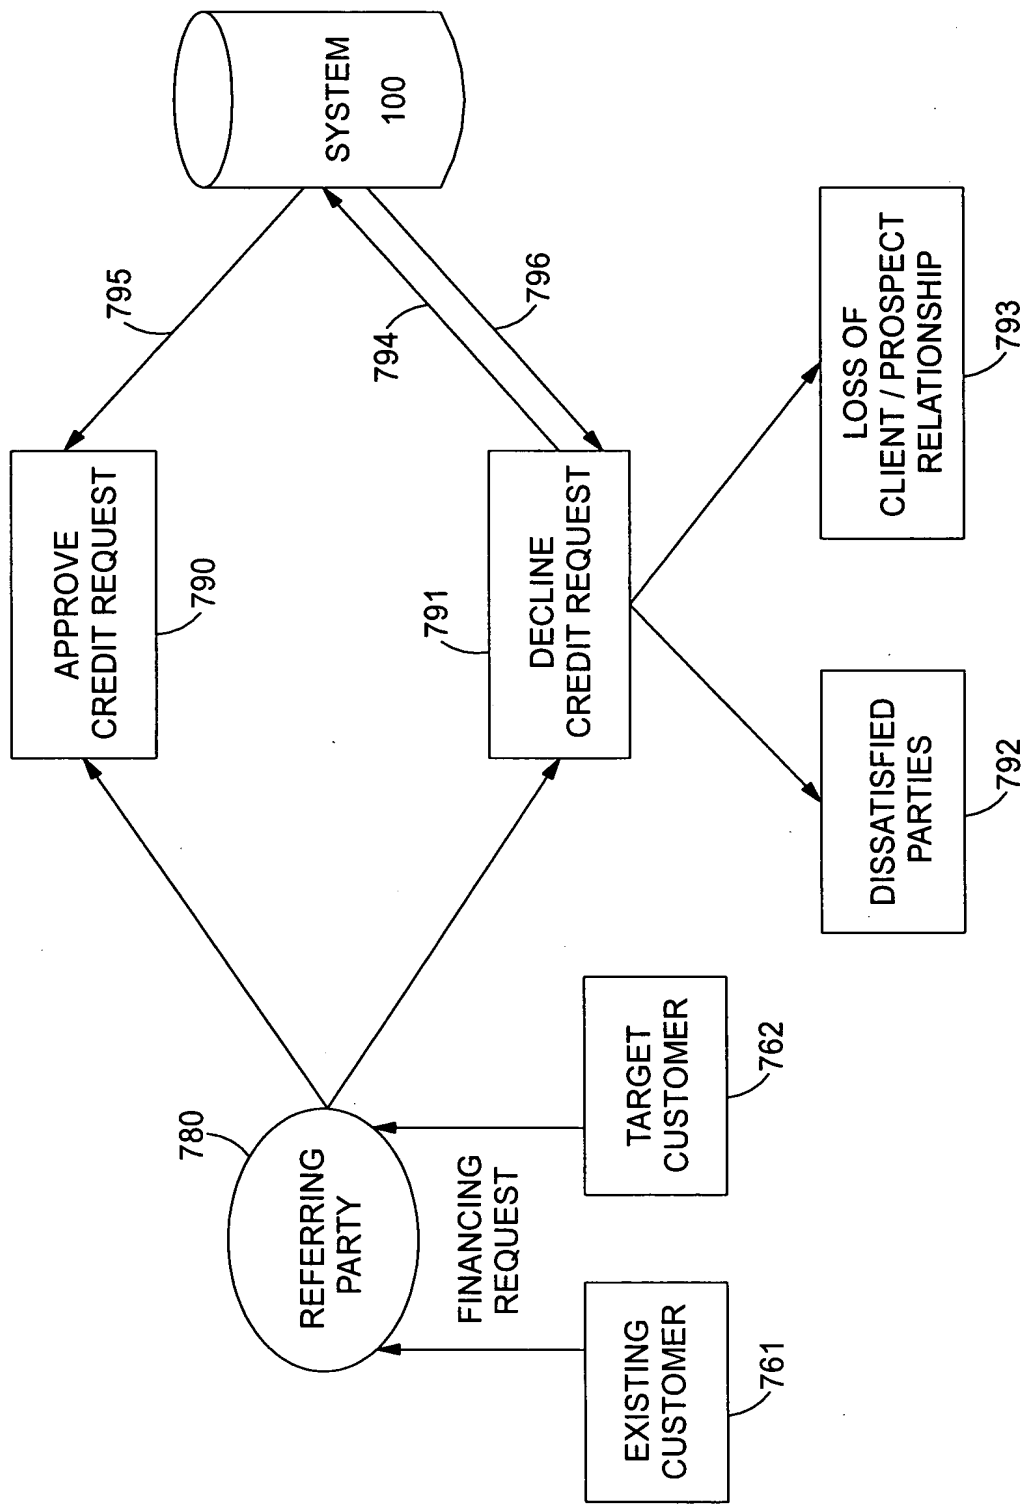 APPROVE
CREDIT REQUEST
790
795
SYSTEM
100
780
REFERRING
PARTY
794
796
791
DECLINE
CREDIT REQUEST
FINANCING
REQUEST
EXISTING
CUSTOMER
761
TARGET
CUSTOMER
762
DISSATISFIED
PARTIES
792
LOSS OF
CLIENT / PROSPECT
RELATIONSHIP
793